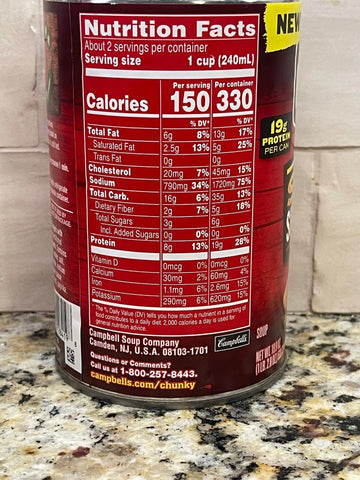 Nutrition Facts
About 2 servings per container
Serving size 1 cup (240mL)
Per serving Per container
Calories 150 330
% DV* % DV*
Total Fat 6g 8% 13g 17%
Saturated Fat 2.5g 13% 5g 25%
Trans Fat 0g 0g
Cholesterol 20mg 7% 45mg 15%
Sodium 790mg 34% 1720mg 75%
Total Carb. 16g 6% 35g 13%
Dietary Fiber 2g 7% 5g 18%
Total Sugars 3g 6g
Incl. Added Sugars 0g 0% 0g 0%
Protein 8g 13% 19g 28%
Vitamin D 0mcg 0% 0mcg 0%
Calcium 30mg 2% 60mg 4%
Iron 1.1mg 6% 2.6mg 15%
Potassium 290mg 6% 620mg 15%
* The % Daily Value (DV) tells you how much a nutrient in a serving of
food contributes to a daily diet. 2,000 calories a day is used for
general nutrition advice.
Campbell Soup Company
Camden, NJ, U.S.A. 08103-1701
Campbell's
Questions or Comments?
Call us at 1-800-257-8443.
campbells.com/chunky
NEW
19g
PROTEIN
PER CAN
SOUP
NET WT.